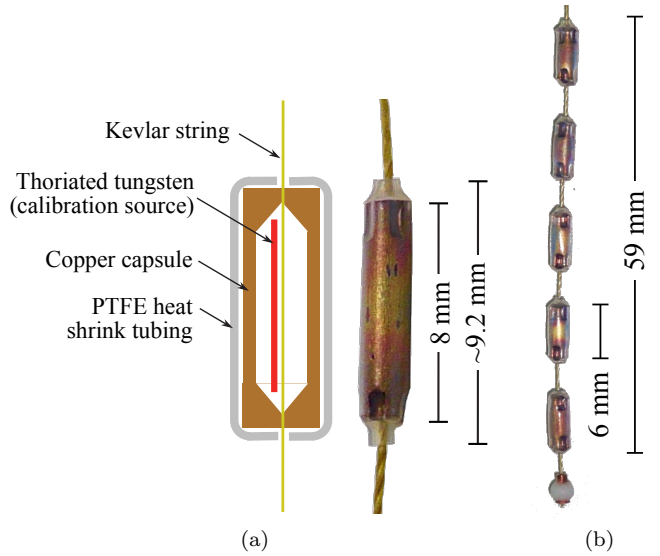 Kevlar string
Thoriated tungsten
(calibration source)
Copper capsule
PTFE heat
shrink tubing
8 mm
~9.2 mm
6 mm
59 mm
(a)
(b)